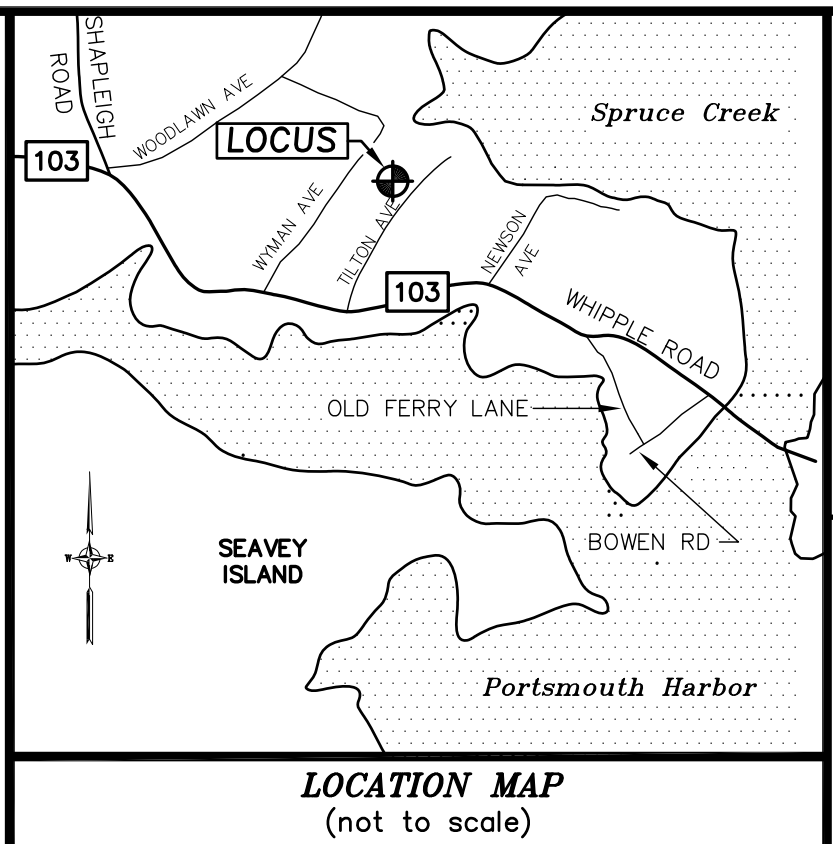 SHAPLEIGH
ROAD
WOODLAWN AVE
Spruce Creek
LOCUS
103
WYMAN AVE
TILTON AVE
NEWSON
AVE
103
WHIPPLE ROAD
OLD FERRY LANE
BOWEN RD
SEAVEY
ISLAND
W E
Portsmouth Harbor
LOCATION MAP
(not to scale)